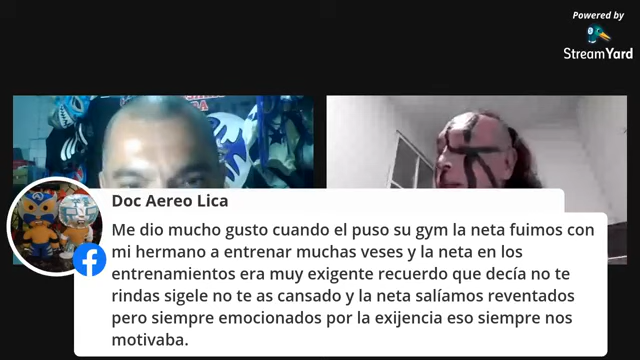 Powered by
StreamYard
Doc Aereo Lica
Me dio mucho gusto cuando el puso su gym la neta fuimos con
mi hermano a entrenar muchas veses y la neta en los
entrenamientos era muy exigente recuerdo que decía no te
rindas sigele no te as cansado y la neta salíamos reventados
pero siempre emocionados por la exijencia eso siempre nos
motivaba.